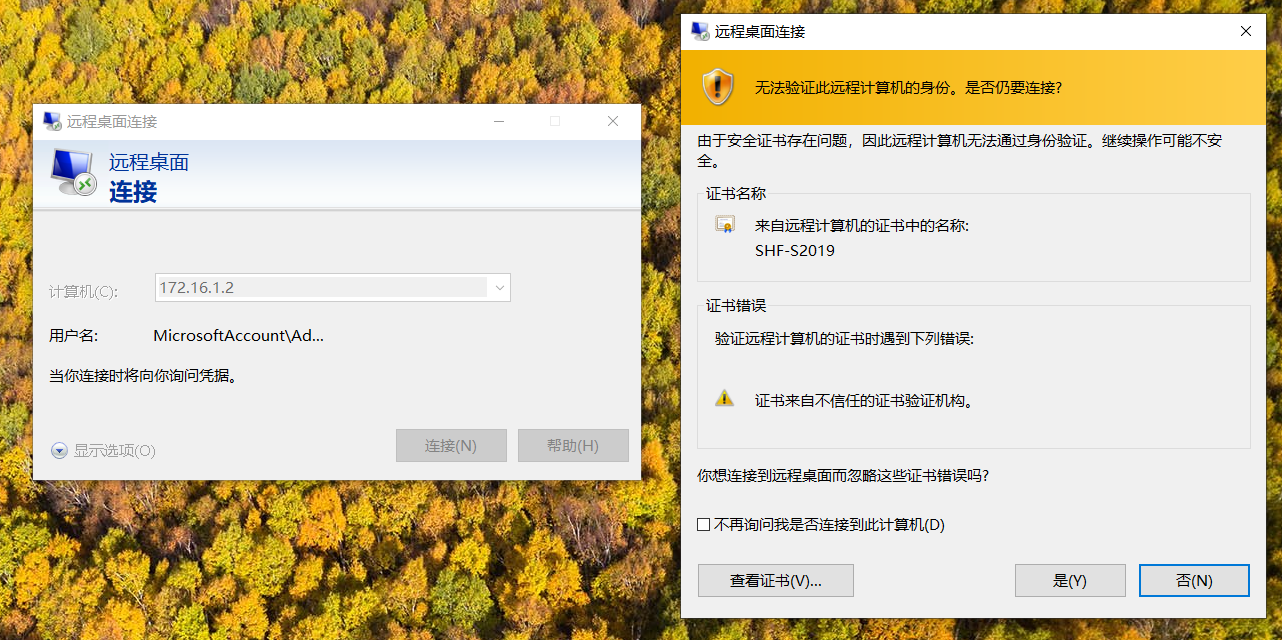 远程桌面连接
远程桌面
连接
计算机(C):
172.16.1.2
用户名:
MicrosoftAccount\Ad...
当你连接时将向你询问凭据。
显示选项(O)
连接(N)
帮助(H)
远程桌面连接
无法验证此远程计算机的身份。是否仍要连接?
由于安全证书存在问题，因此远程计算机无法通过身份验证。继续操作可能不安
全。
证书名称
来自远程计算机的证书中的名称:
SHF-S2019
证书错误
验证远程计算机的证书时遇到下列错误:
证书来自不信任的证书验证机构。
你想连接到远程桌面而忽略这些证书错误吗?
不再询问我是否连接到此计算机(D)
查看证书(V)...
是(Y)
否(N)